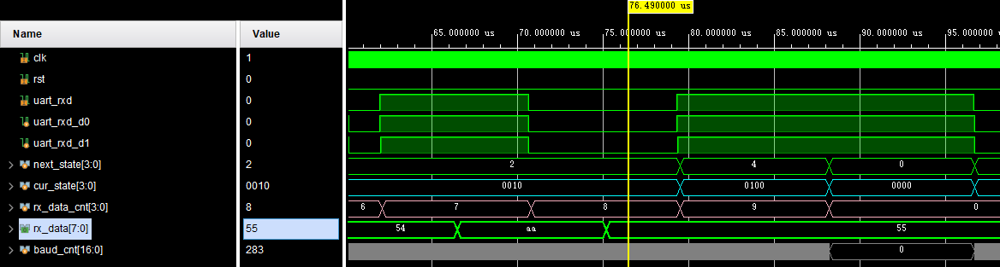 76.490000 us
Name Value
65.000000 us 70.000000 us 75.000000 us 80.000000 us 85.000000 us 90.000000 us 95.000000
clk 1
rst 0
uart_rxd 0
uart_rxd_d0 0
uart_rxd_d1 0
next_state[3:0] 2 2 4 0
cur_state[3:0] 0010 0010 0100 0000
rx_data_cnt[3:0] 8 6 7 8 9 0
rx_data[7:0] 55 54 aa 55
baud_cnt[16:0] 283 0